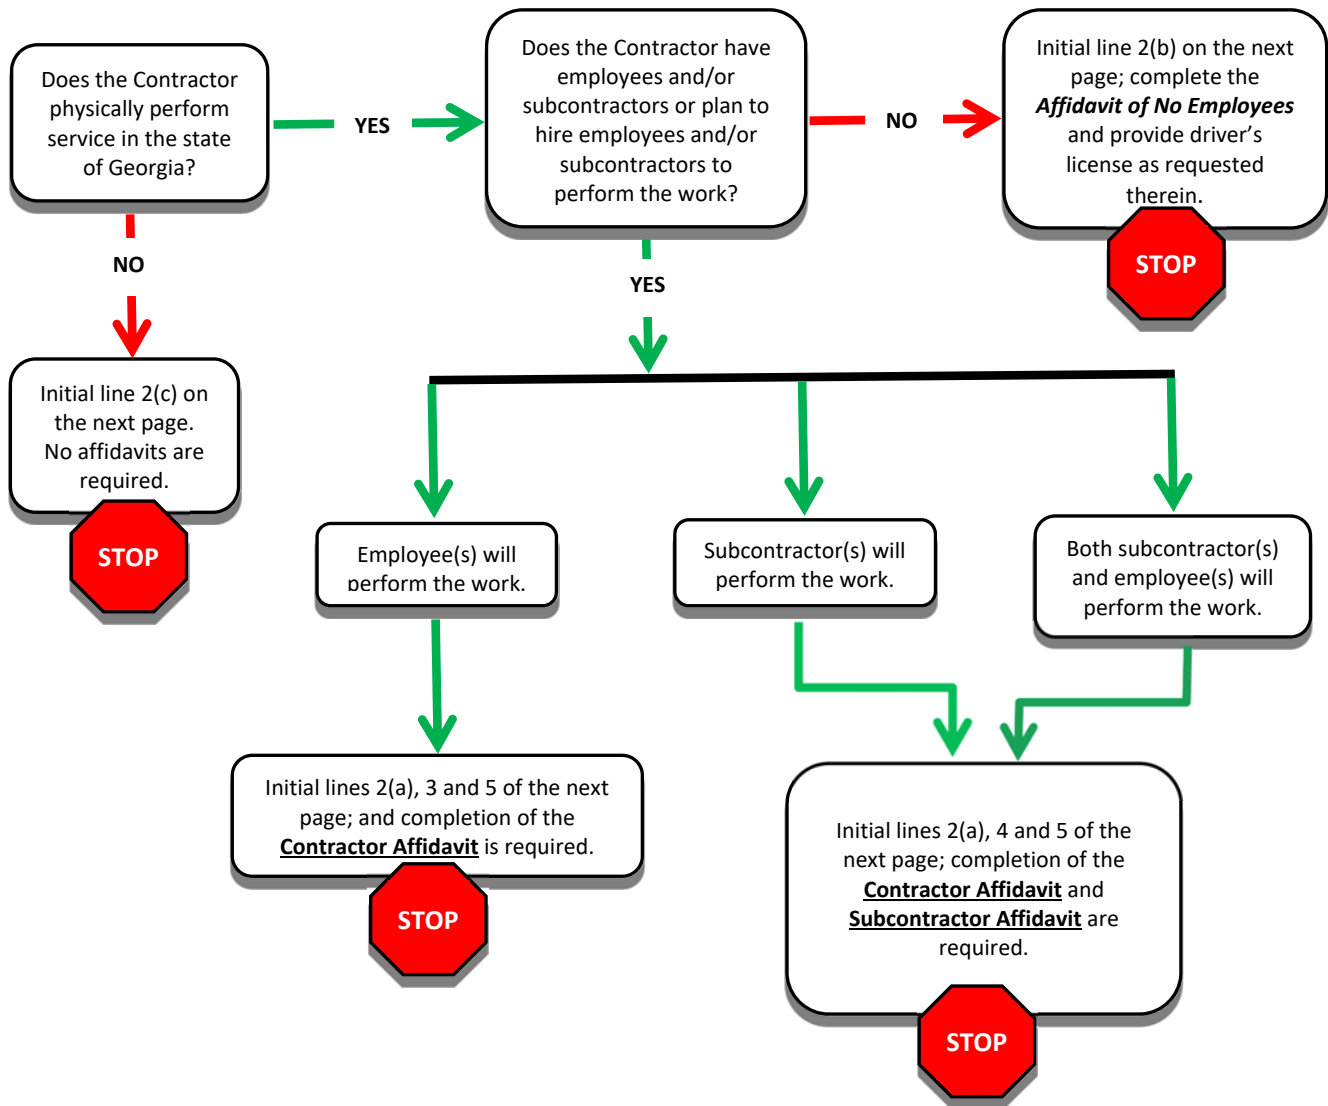 Does the Contractor
physically perform
service in the state
of Georgia?
YES
Does the Contractor have
employees and/or
subcontractors or plan to
hire employees and/or
subcontractors to
perform the work?
NO
Initial line 2(b) on the next
page; complete the
Affidavit of No Employees
and provide driver’s
license as requested
therein.
STOP
NO
YES
Initial line 2(c) on
the next page.
No affidavits are
required.
STOP
Employee(s) will
perform the work.
Subcontractor(s) will
perform the work.
Both subcontractor(s)
and employee(s) will
perform the work.
Initial lines 2(a), 3 and 5 of the next
page; and completion of the
Contractor Affidavit is required.
STOP
Initial lines 2(a), 4 and 5 of the
next page; completion of the
Contractor Affidavit and
Subcontractor Affidavit are
required.
STOP